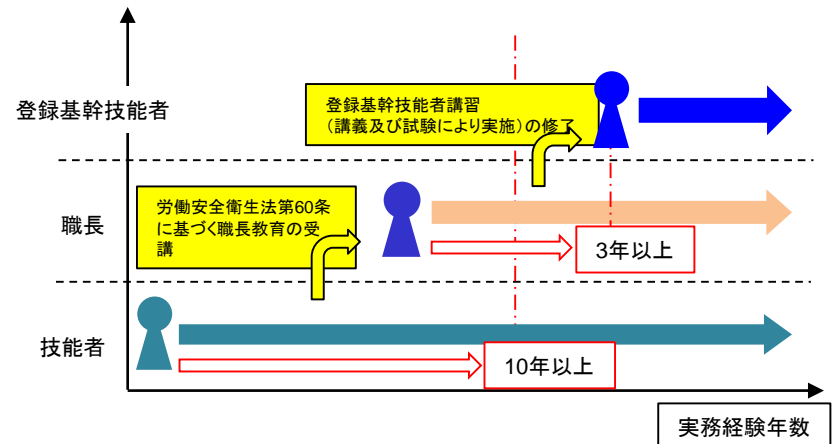 登録基幹技能者
登録基幹技能者講習
（講義及び試験により実施）の修了
職長
労働安全衛生法第60条
に基づく職長教育の受
講
3年以上
技能者
10年以上
実務経験年数